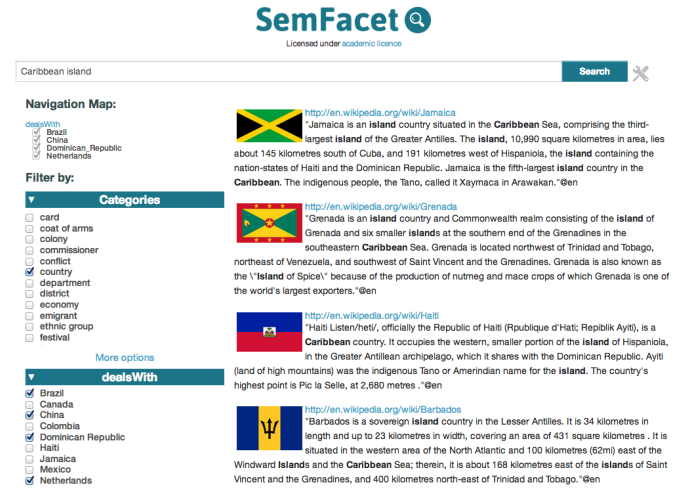 SemFacet
Licensed under academic licence
Caribbean island
Search
Navigation Map:
dealsWith
Brazil
China
Dominican_Republic
Netherlands
Filter by:
Categories
card
coat of arms
colony
commissioner
conflict
country
department
district
economy
emigrant
ethnic group
festival
More options
dealsWith
Brazil
Canada
China
Colombia
Dominican Republic
Haiti
Jamaica
Mexico
Netherlands
http://en.wikipedia.org/wiki/Jamaica
"Jamaica is an island country situated in the Caribbean Sea, comprising the third-
largest island of the Greater Antilles. The island, 10,990 square kilometres in area, lies
about 145 kilometres south of Cuba, and 191 kilometres west of Hispaniola, the island containing the
nation-states of Haiti and the Dominican Republic. Jamaica is the fifth-largest island country in the
Caribbean. The indigenous people, the Tano, called it Xaymaca in Arawakan."@en
http://en.wikipedia.org/wiki/Grenada
"Grenada is an island country and Commonwealth realm consisting of the island of
Grenada and six smaller islands at the southern end of the Grenadines in the
southeastern Caribbean Sea. Grenada is located northwest of Trinidad and Tobago,
northeast of Venezuela, and southwest of Saint Vincent and the Grenadines. Grenada is also known as
the \"Island of Spice\" because of the production of nutmeg and mace crops of which Grenada is one of
the world's largest exporters."@en
http://en.wikipedia.org/wiki/Haiti
"Haiti Listen/heti/, officially the Republic of Haiti (Rpublique d'Hati; Repiblik Ayiti), is a
Caribbean country. It occupies the western, smaller portion of the island of Hispaniola,
in the Greater Antillean archipelago, which it shares with the Dominican Republic. Ayiti
(land of high mountains) was the indigenous Tano or Amerindian name for the island. The country's
highest point is Pic la Selle, at 2,680 metres ."@en
http://en.wikipedia.org/wiki/Barbados
"Barbados is a sovereign island country in the Lesser Antilles. It is 34 kilometres in
length and up to 23 kilometres in width, covering an area of 431 square kilometres . It is
situated in the western area of the North Atlantic and 100 kilometres (62mi) east of the
Windward Islands and the Caribbean Sea; therein, it is about 168 kilometres east of the islands of Saint
Vincent and the Grenadines, and 400 kilometres north-east of Trinidad and Tobago."@en